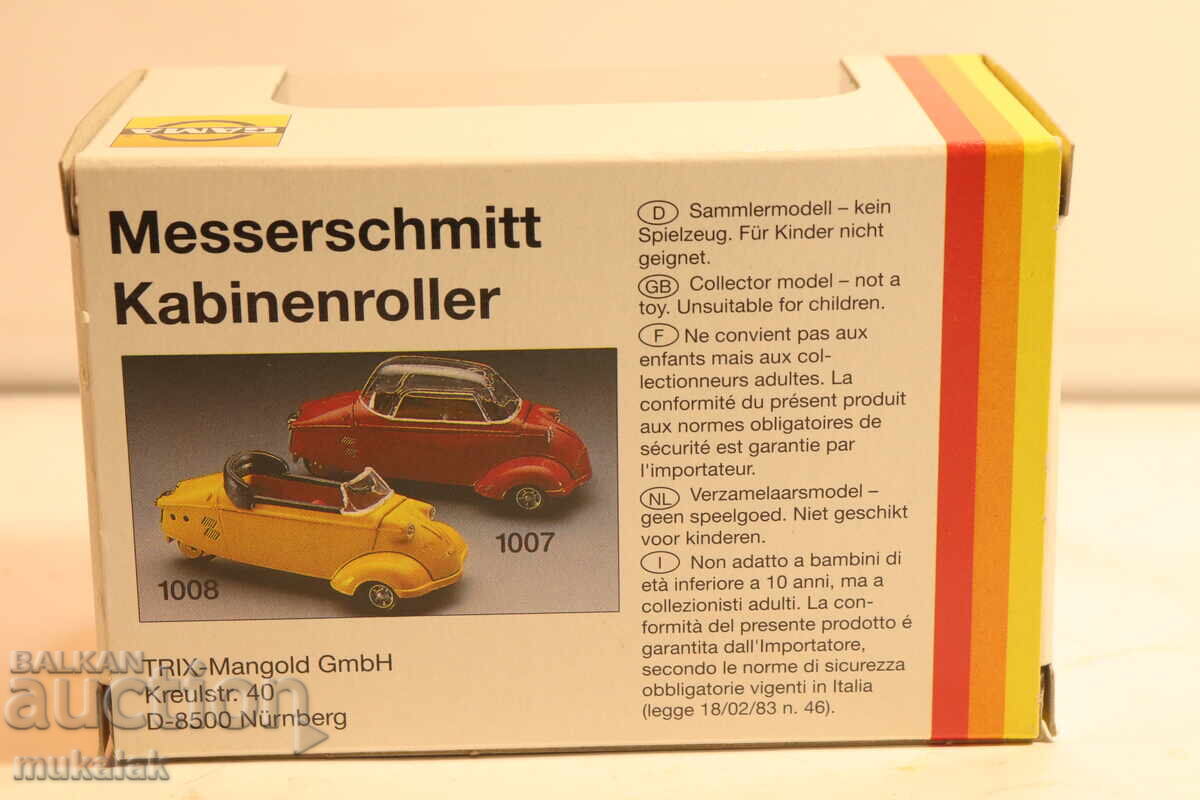 GAMA
Messerschmitt
Kabinenroller
1007
1008
TRIX-Mangold GmbH
Kreulstr. 40
D-8500 Nürnberg
D Sammlermodell – kein
Spielzeug. Für Kinder nicht
geignet.
GB Collector model – not a
toy. Unsuitable for children.
F Ne convient pas aux
enfants mais aux col-
lectionneurs adultes. La
conformité du présent produit
aux normes obligatoires de
sécurité est garantie par
l'importateur.
NL Verzamelaarsmodel –
geen speelgoed. Niet geschikt
voor kinderen.
I Non adatto a bambini di
età inferiore a 10 anni, ma a
collezionisti adulti. La con-
formità del presente prodotto é
garantita dall'Importatore,
secondo le norme di sicurezza
obbligatorie vigenti in Italia
(legge 18/02/83 n. 46).
BALKAN
auction
mukalak